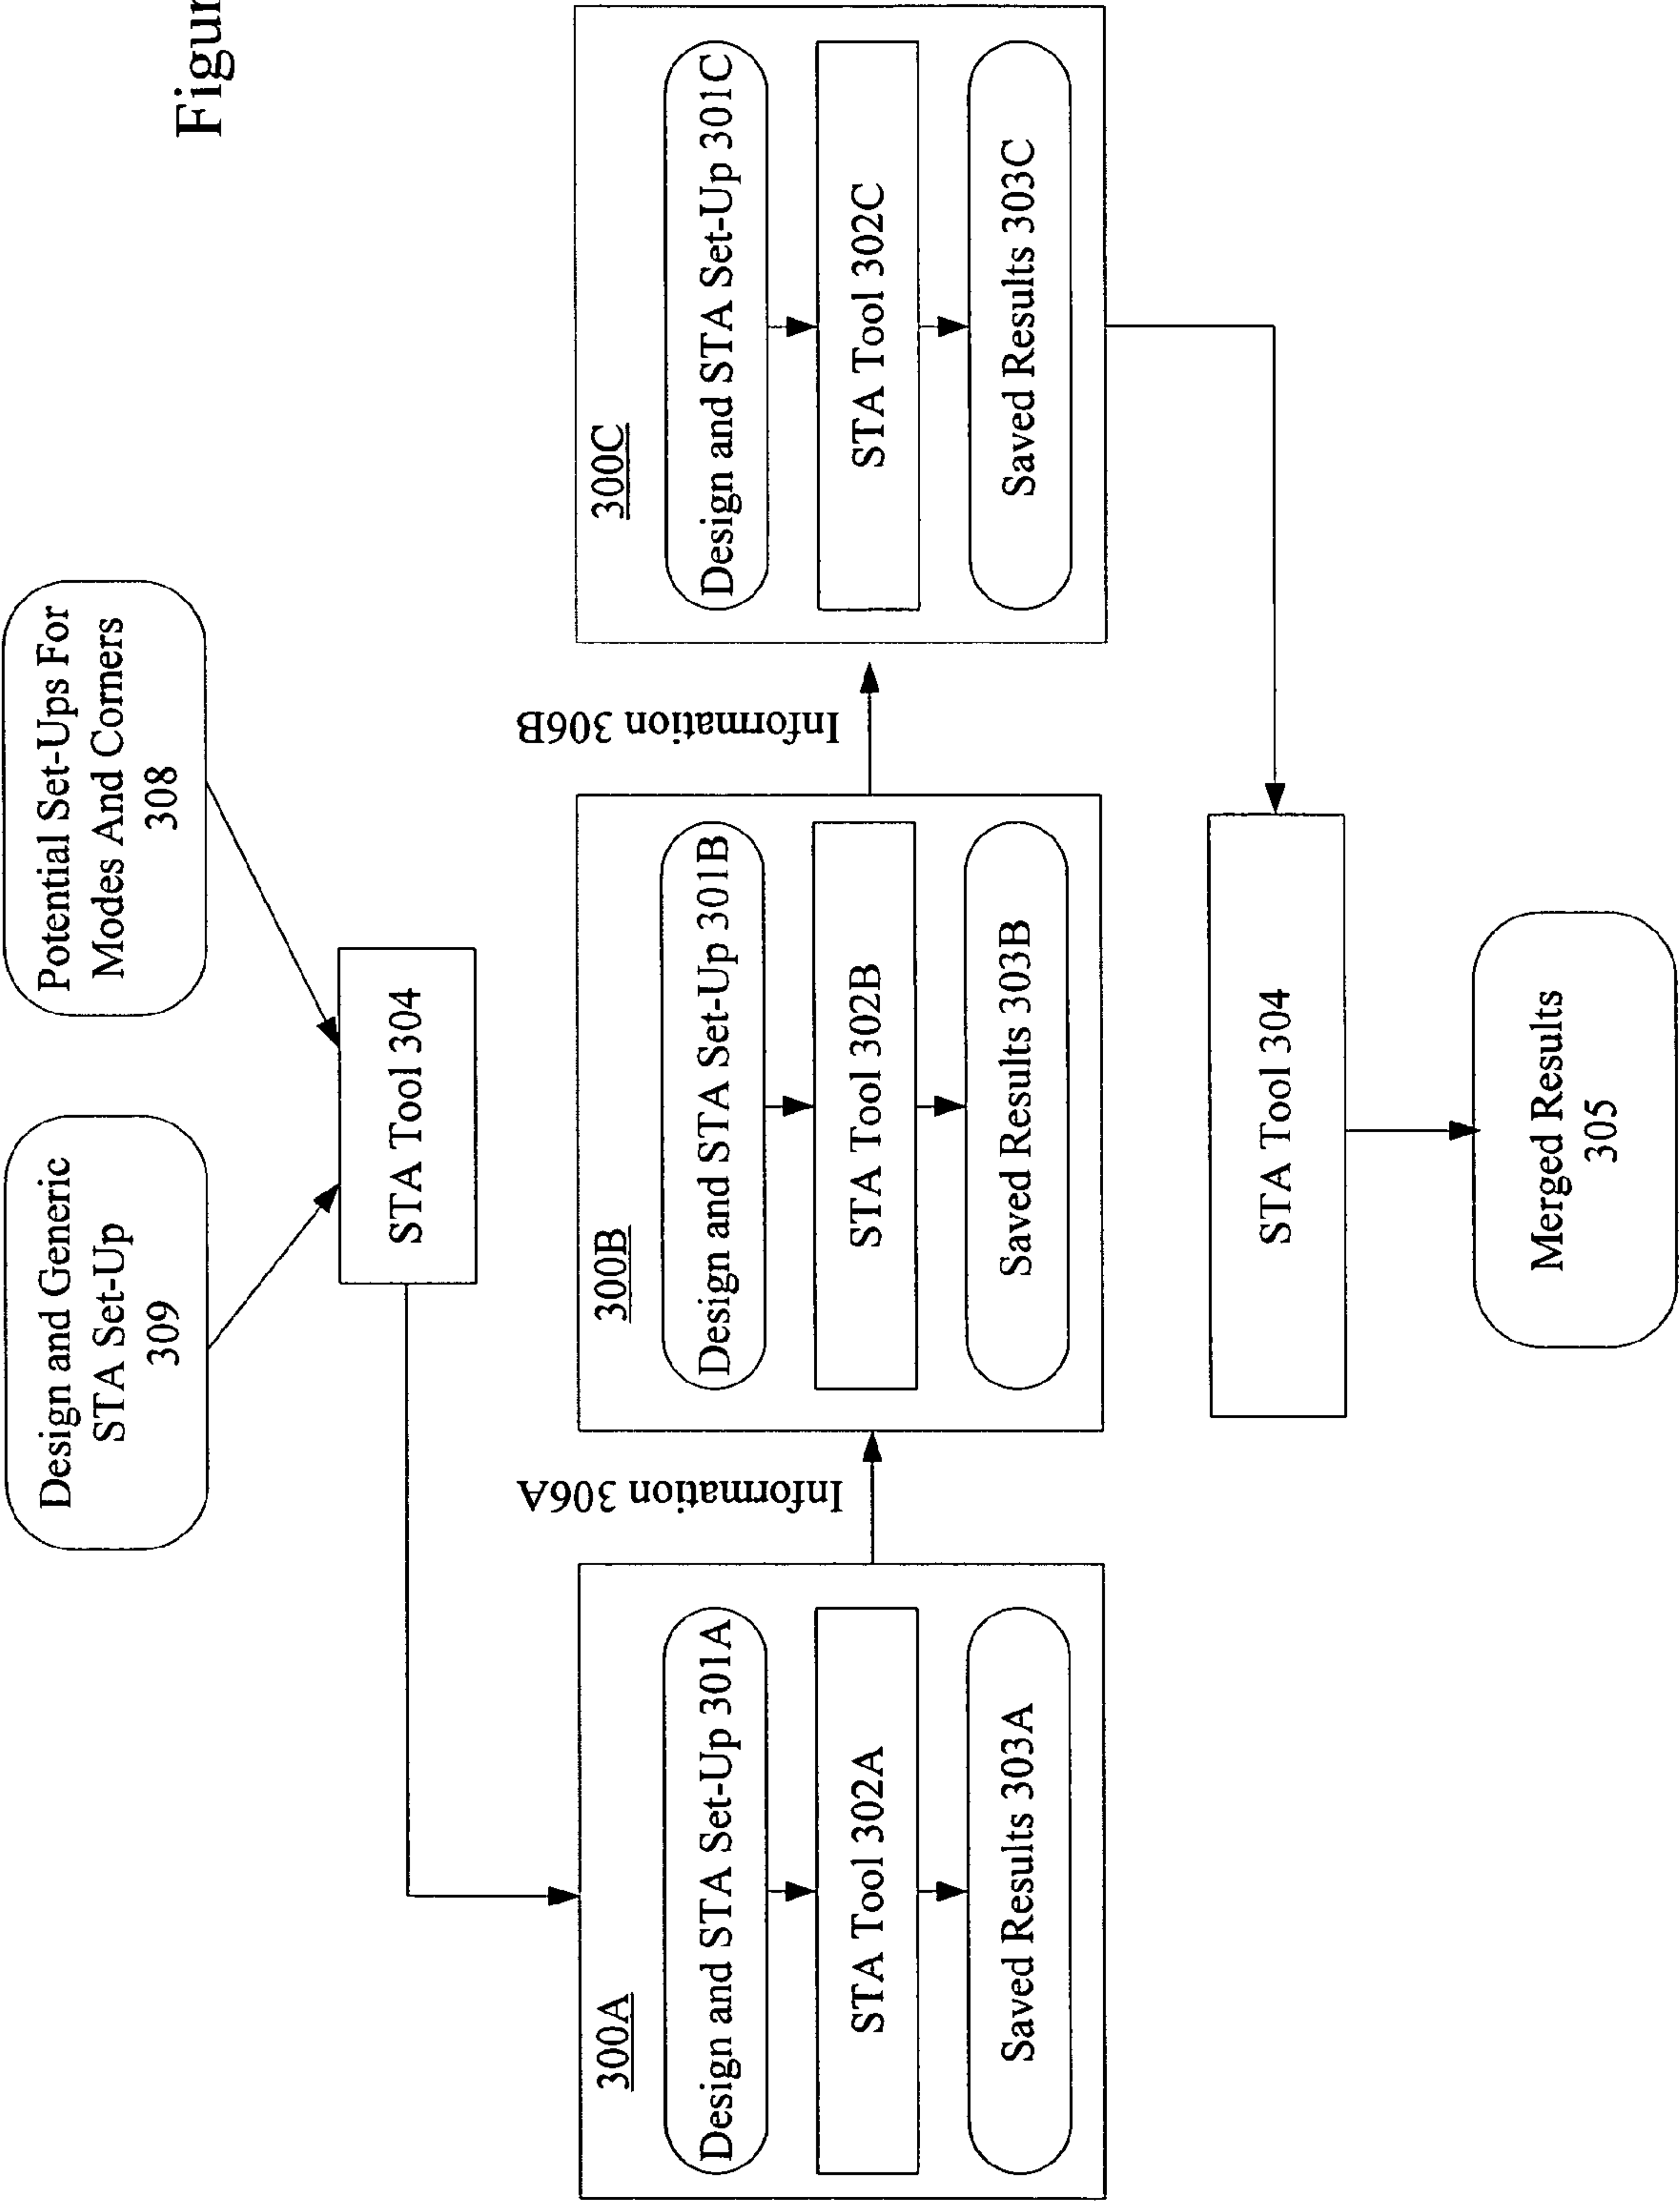 Figur
Design and Generic
STA Set-Up
309
Potential Set-Ups For
Modes And Corners
308
STA Tool 304
300A
Design and STA Set-Up 301A
STA Tool 302A
Saved Results 303A
Information 306A
300B
Design and STA Set-Up 301B
STA Tool 302B
Saved Results 303B
Information 306B
300C
Design and STA Set-Up 301C
STA Tool 302C
Saved Results 303C
STA Tool 304
Merged Results
305